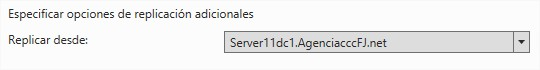 Especificar opciones de replicación adicionales
Replicar desde: Server11dc1.AgenciacccFJ.net